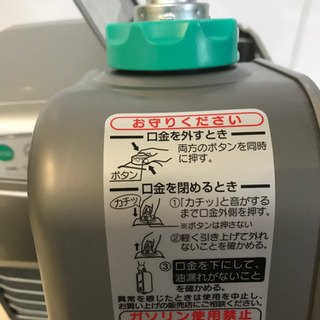 お守りください
口金を外すとき
両方のボタンを同時
に押す。
ボタン
口金を閉めるとき
カチッ
①「カチッ」と音がする
まで口金外側を押す。
※ボタンは押さない
②軽く引き上げて外れ
ないことを確かめる。
③口金を下にして、
油漏れがないこと
を確かめる。
異常を感じたときは使用を中止し、
お買い上げの販売店にご相談ください。
ガソリン使用禁止